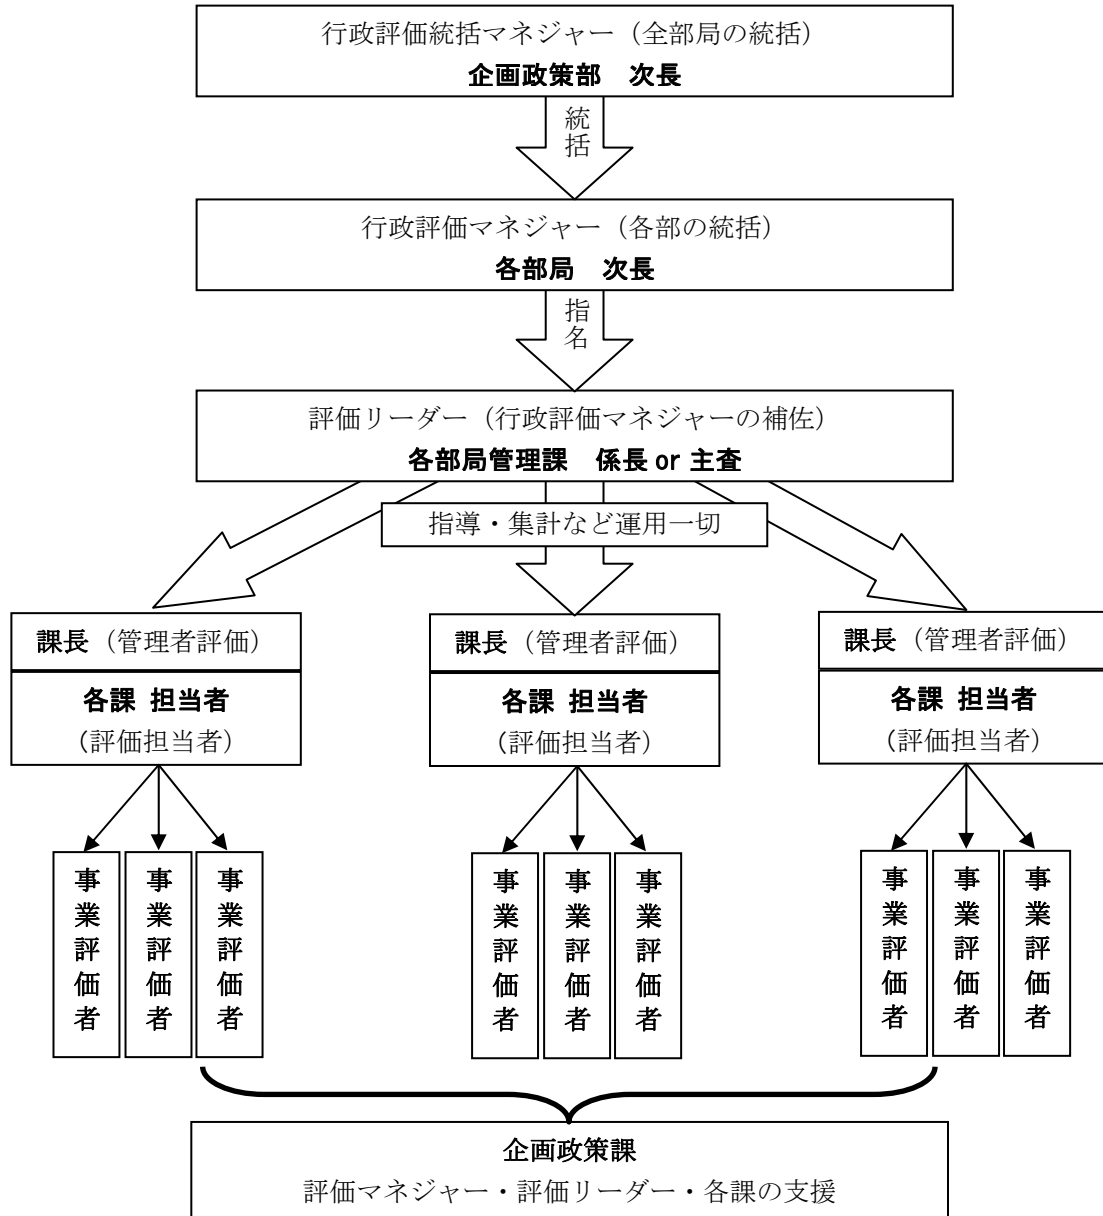 行政評価統括マネジャー（全部局の統括）
企画政策部　次長
統括
行政評価マネジャー（各部の統括）
各部局　次長
指名
評価リーダー（行政評価マネジャーの補佐）
各部局管理課　係長 or 主査
指導・集計など運用一切
課長（管理者評価）
各課 担当者
（評価担当者）
課長（管理者評価）
各課 担当者
（評価担当者）
課長（管理者評価）
各課 担当者
（評価担当者）
事業評価者
事業評価者
事業評価者
事業評価者
事業評価者
事業評価者
事業評価者
事業評価者
事業評価者
企画政策課
評価マネジャー・評価リーダー・各課の支援